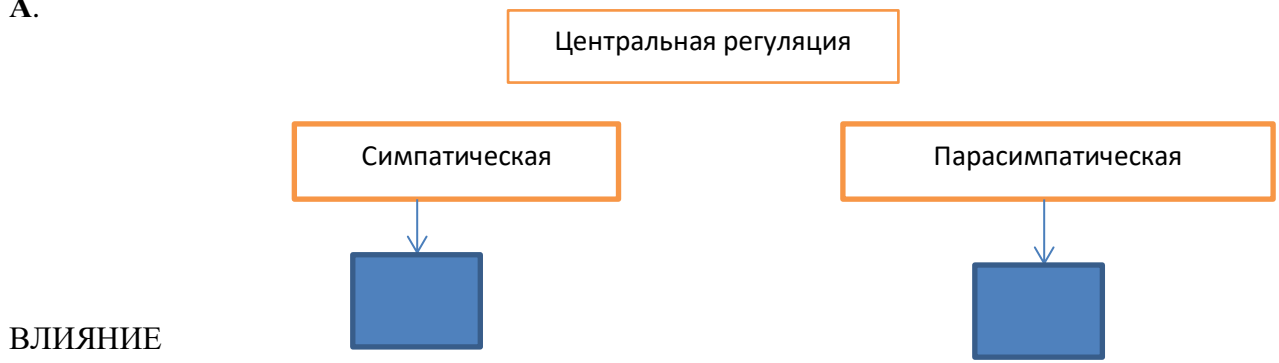 А.
Центральная регуляция
Симпатическая
Парасимпатическая
ВЛИЯНИЕ